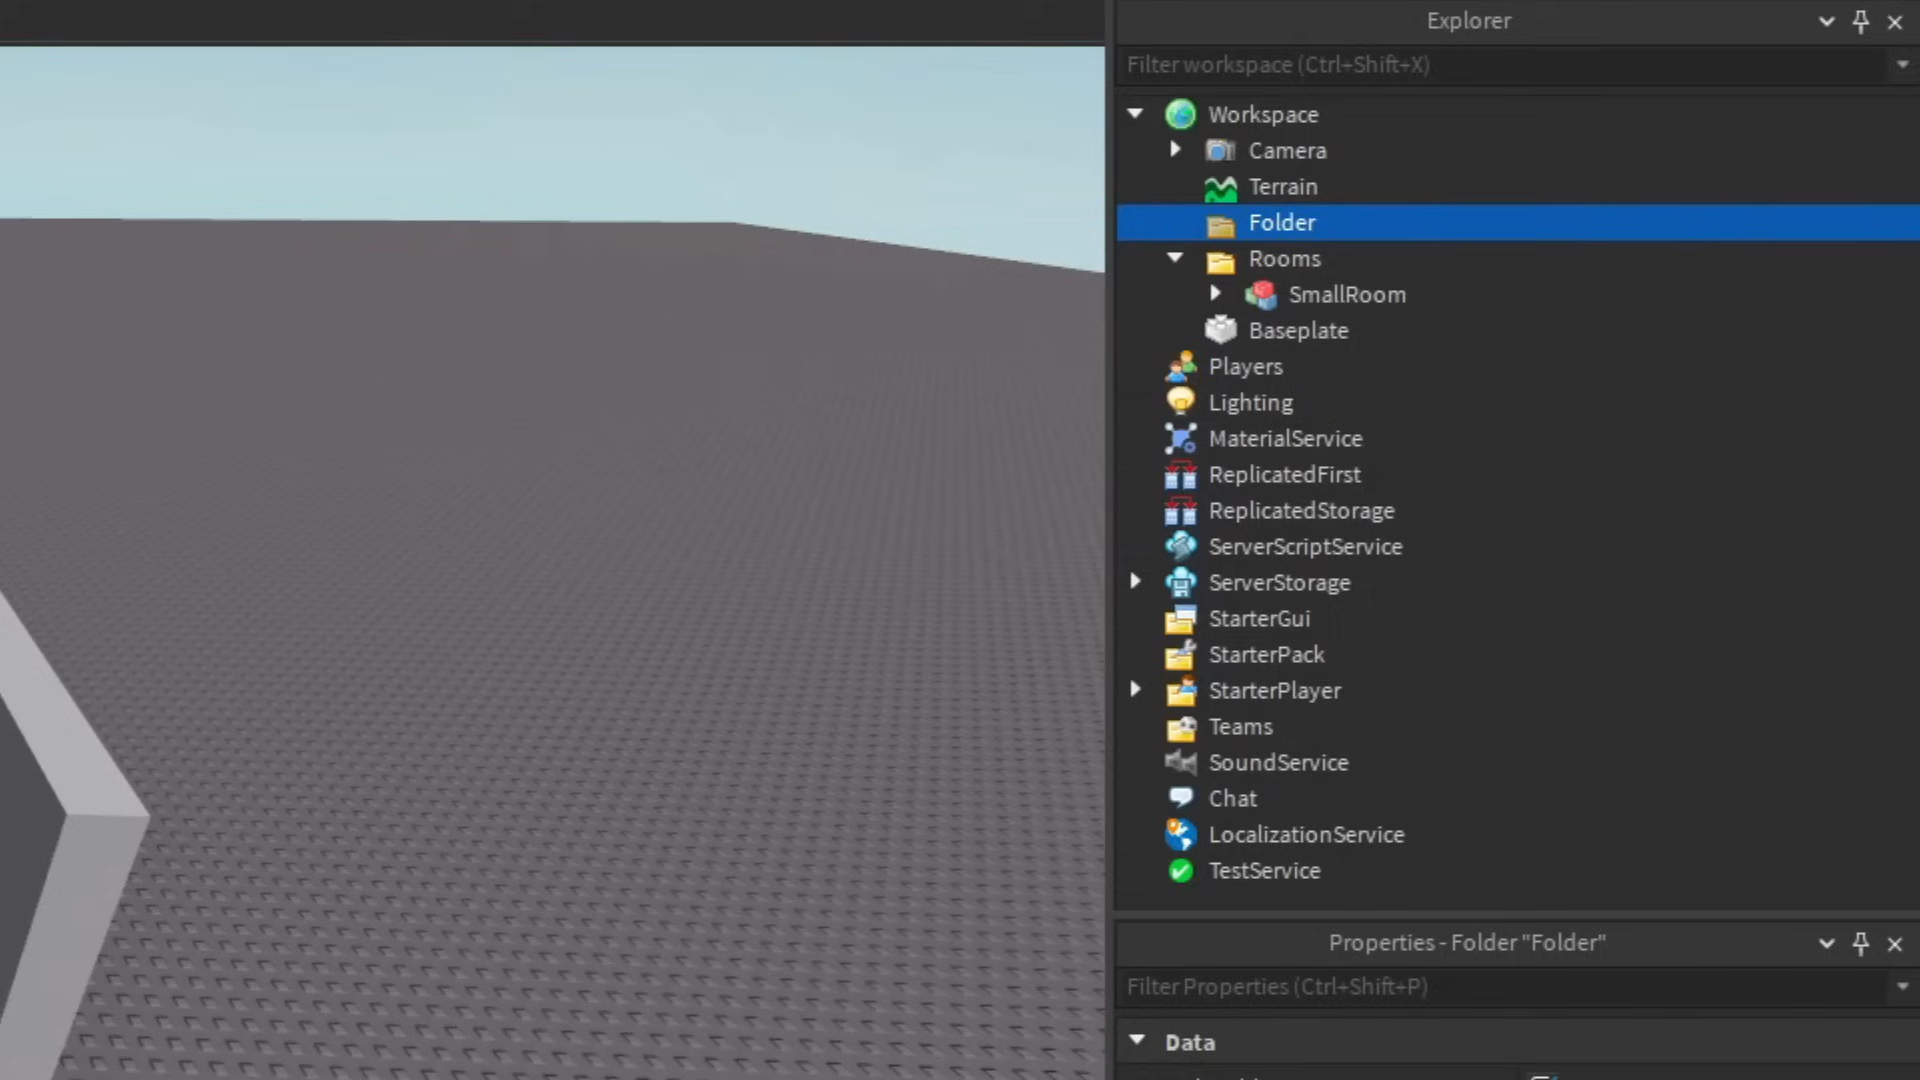 Explorer
Filter workspace (Ctrl+Shift+X)
Workspace
Camera
Terrain
Folder
Rooms
SmallRoom
Baseplate
Players
Lighting
MaterialService
ReplicatedFirst
ReplicatedStorage
ServerScriptService
ServerStorage
StarterGui
StarterPack
StarterPlayer
Teams
SoundService
Chat
LocalizationService
TestService
Properties - Folder "Folder"
Filter Properties (Ctrl+Shift+P)
Data